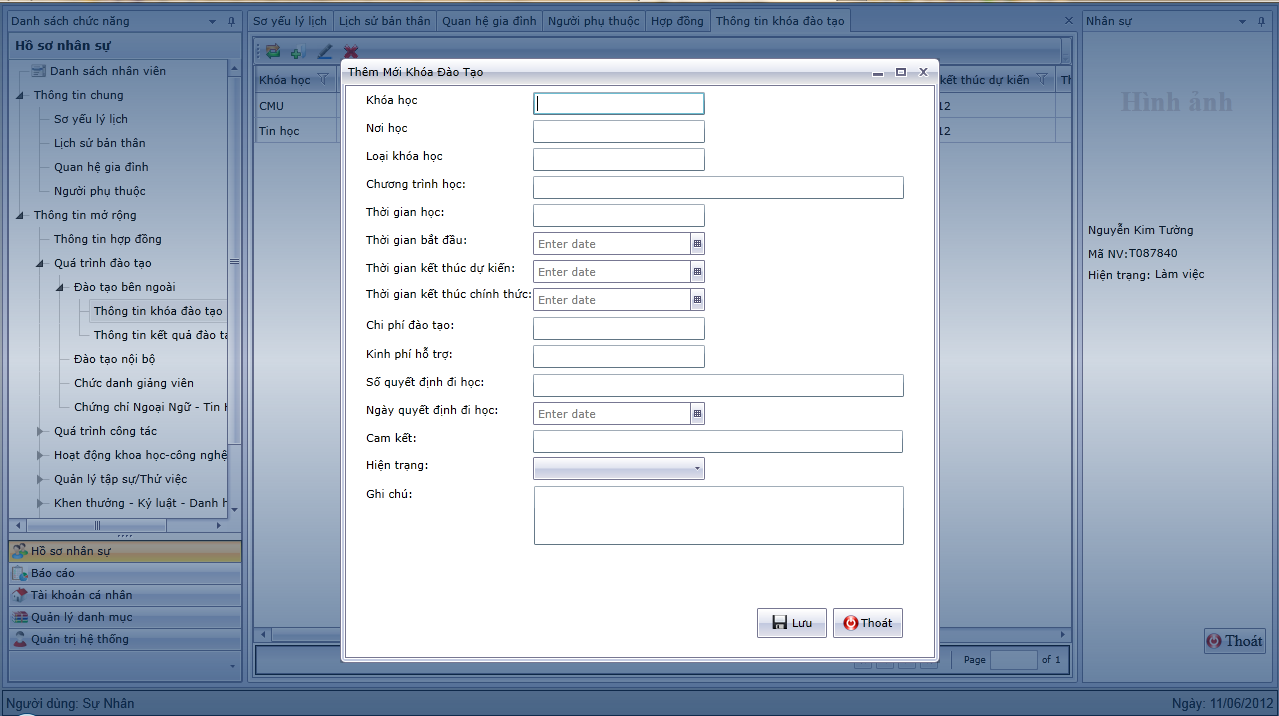 Danh sách chức năng
Hồ sơ nhân sự
Danh sách nhân viên
Thông tin chung
Sơ yếu lý lịch
Lịch sử bản thân
Quan hệ gia đình
Người phụ thuộc
Thông tin mở rộng
Thông tin hợp đồng
Quá trình đào tạo
Đào tạo bên ngoài
Thông tin khóa đào tạo
Thông tin kết quả đào tạ
Đào tạo nội bộ
Chức danh giảng viên
Chứng chỉ Ngoại Ngữ - Tin H
Quá trình công tác
Hoạt động khoa học-công nghệ
Quản lý tập sự/Thử việc
Khen thưởng - Kỷ luật - Danh h
Hồ sơ nhân sự
Báo cáo
Tài khoản cá nhân
Quản lý danh mục
Quản trị hệ thống
Sơ yếu lý lịch Lịch sử bản thân Quan hệ gia đình Người phụ thuộc Hợp đồng Thông tin khóa đào tạo
Khóa học kết thúc dự kiến Th
CMU 12
Tin học 12
Thêm Mới Khóa Đào Tạo
Khóa học
Nơi học
Loại khóa học
Chương trình học:
Thời gian học:
Thời gian bắt đầu: Enter date
Thời gian kết thúc dự kiến: Enter date
Thời gian kết thúc chính thức: Enter date
Chi phí đào tạo:
Kinh phí hỗ trợ:
Số quyết định đi học:
Ngày quyết định đi học: Enter date
Cam kết:
Hiện trạng:
Ghi chú:
Lưu Thoát
Page of 1
Nhân sự
Hình ảnh
Nguyễn Kim Tường
Mã NV:T087840
Hiện trạng: Làm việc
Thoát
Người dùng: Sự Nhân
Ngày: 11/06/2012